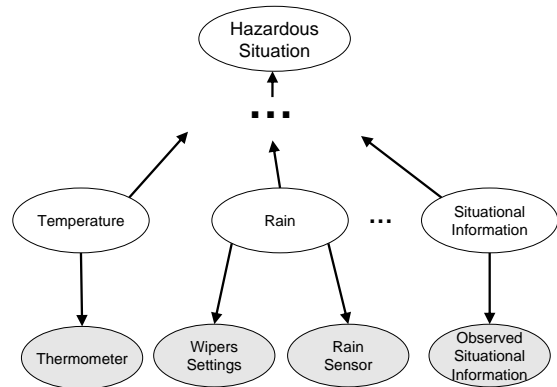 Hazardous
Situation
...
Temperature
Rain
...
Situational
Information
Thermometer
Wipers
Settings
Rain
Sensor
Observed
Situational
Information